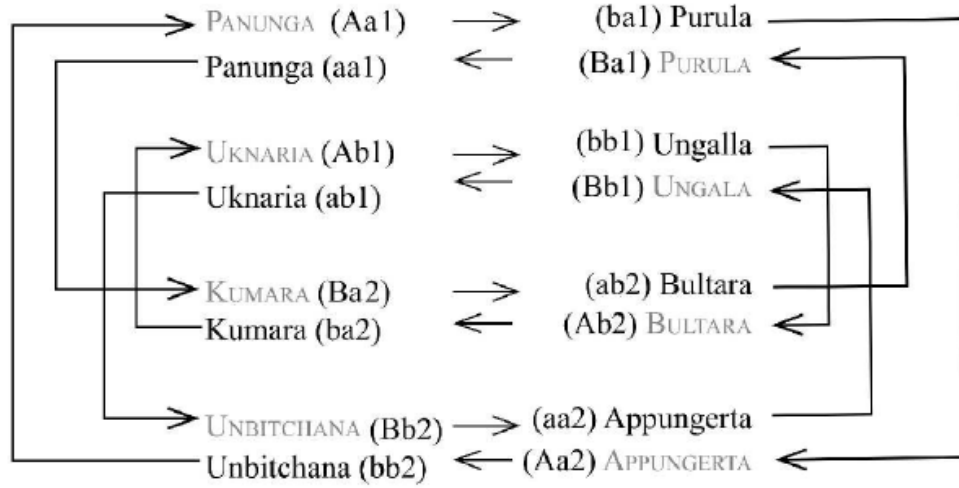 PANUNGA (Aa1) (ba1) Purula
Panunga (aa1) (Ba1) PURULA
UKNARIA (Ab1) (bb1) Ungalla
Uknaria (ab1) (Bb1) UNGALA
KUMARA (Ba2) (ab2) Bultara
Kumara (ba2) (Ab2) BULTARA
UNBITCHANA (Bb2) (aa2) Appungerta
Unbitchana (bb2) (Aa2) APPUNGERTA